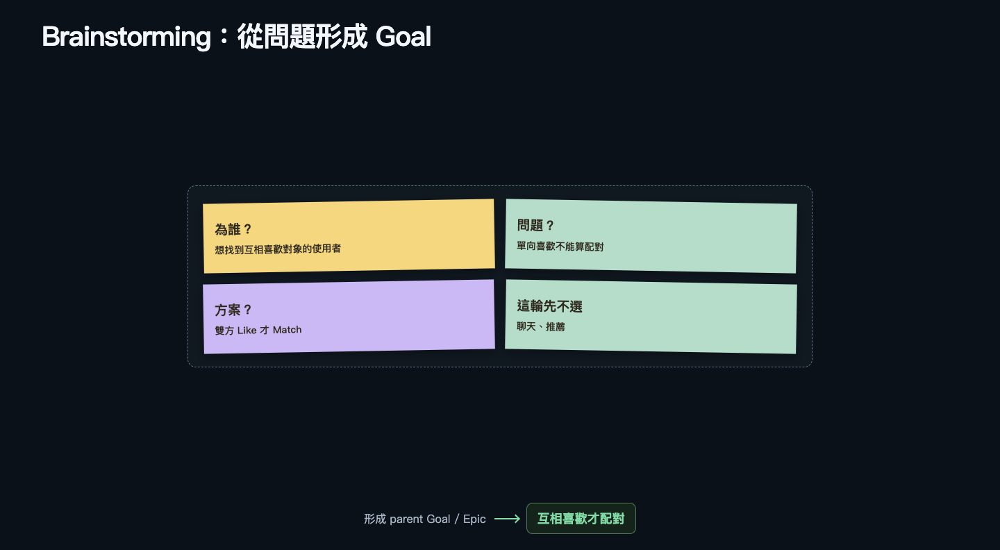 Brainstorming：從問題形成 Goal
為誰？
想找到互相喜歡對象的使用者
問題？
單向喜歡不能算配對
方案？
雙方 Like 才 Match
這輪先不選
聊天、推薦
形成 parent Goal / Epic
互相喜歡才配對